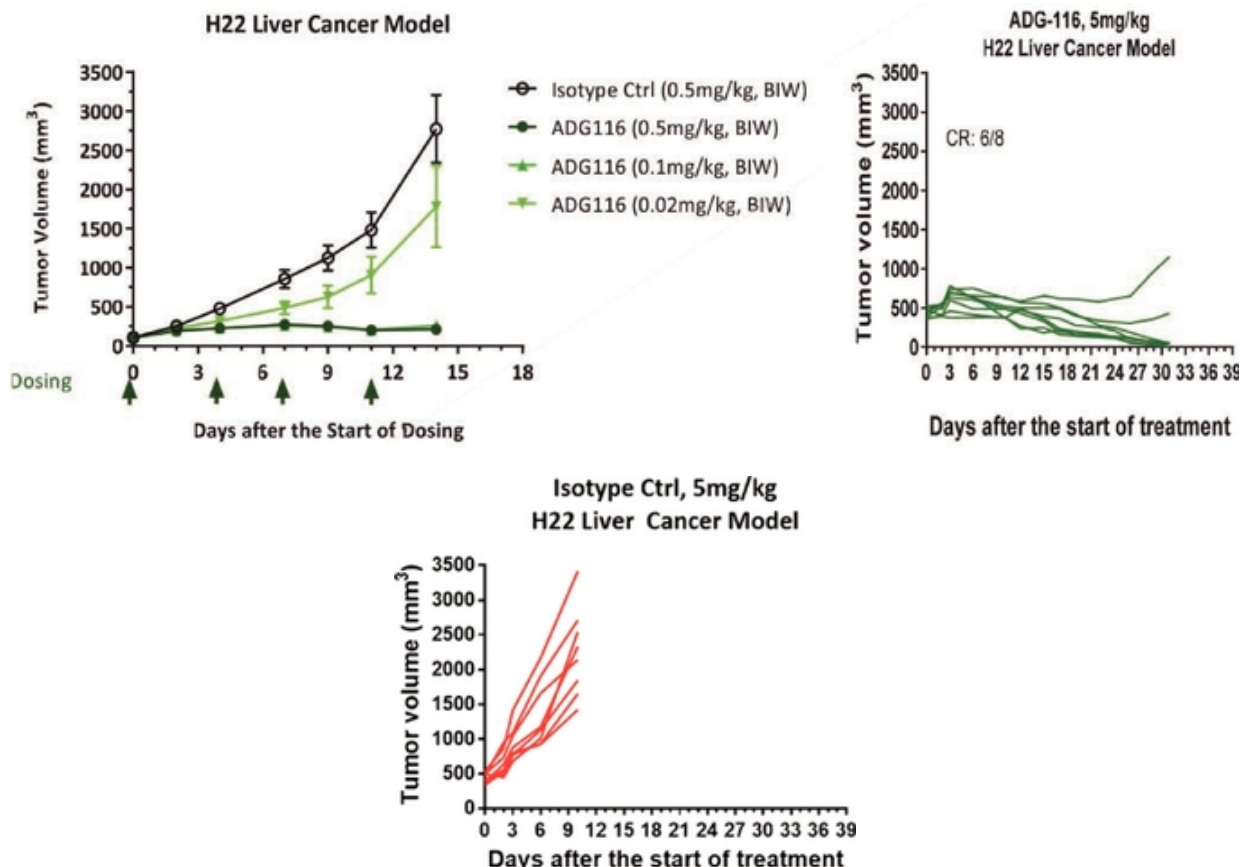 H22 Liver Cancer Model
Tumor Volume (mm³)
3500
3000
2500
2000
1500
1000
500
0
0 3 6 9 12 15 18
Dosing
Days after the Start of Dosing
Isotype Ctrl (0.5mg/kg, BIW)
ADG116 (0.5mg/kg, BIW)
ADG116 (0.1mg/kg, BIW)
ADG116 (0.02mg/kg, BIW)
ADG-116, 5mg/kg
H22 Liver Cancer Model
Tumor volume (mm³)
3500
3000
2500
2000
1500
1000
500
0
CR: 6/8
0 3 6 9 12 15 18 21 24 27 30 33 36 39
Days after the start of treatment
Isotype Ctrl, 5mg/kg
H22 Liver Cancer Model
Tumor volume (mm³)
3500
3000
2500
2000
1500
1000
500
0
0 3 6 9 12 15 18 21 24 27 30 33 36 39
Days after the start of treatment